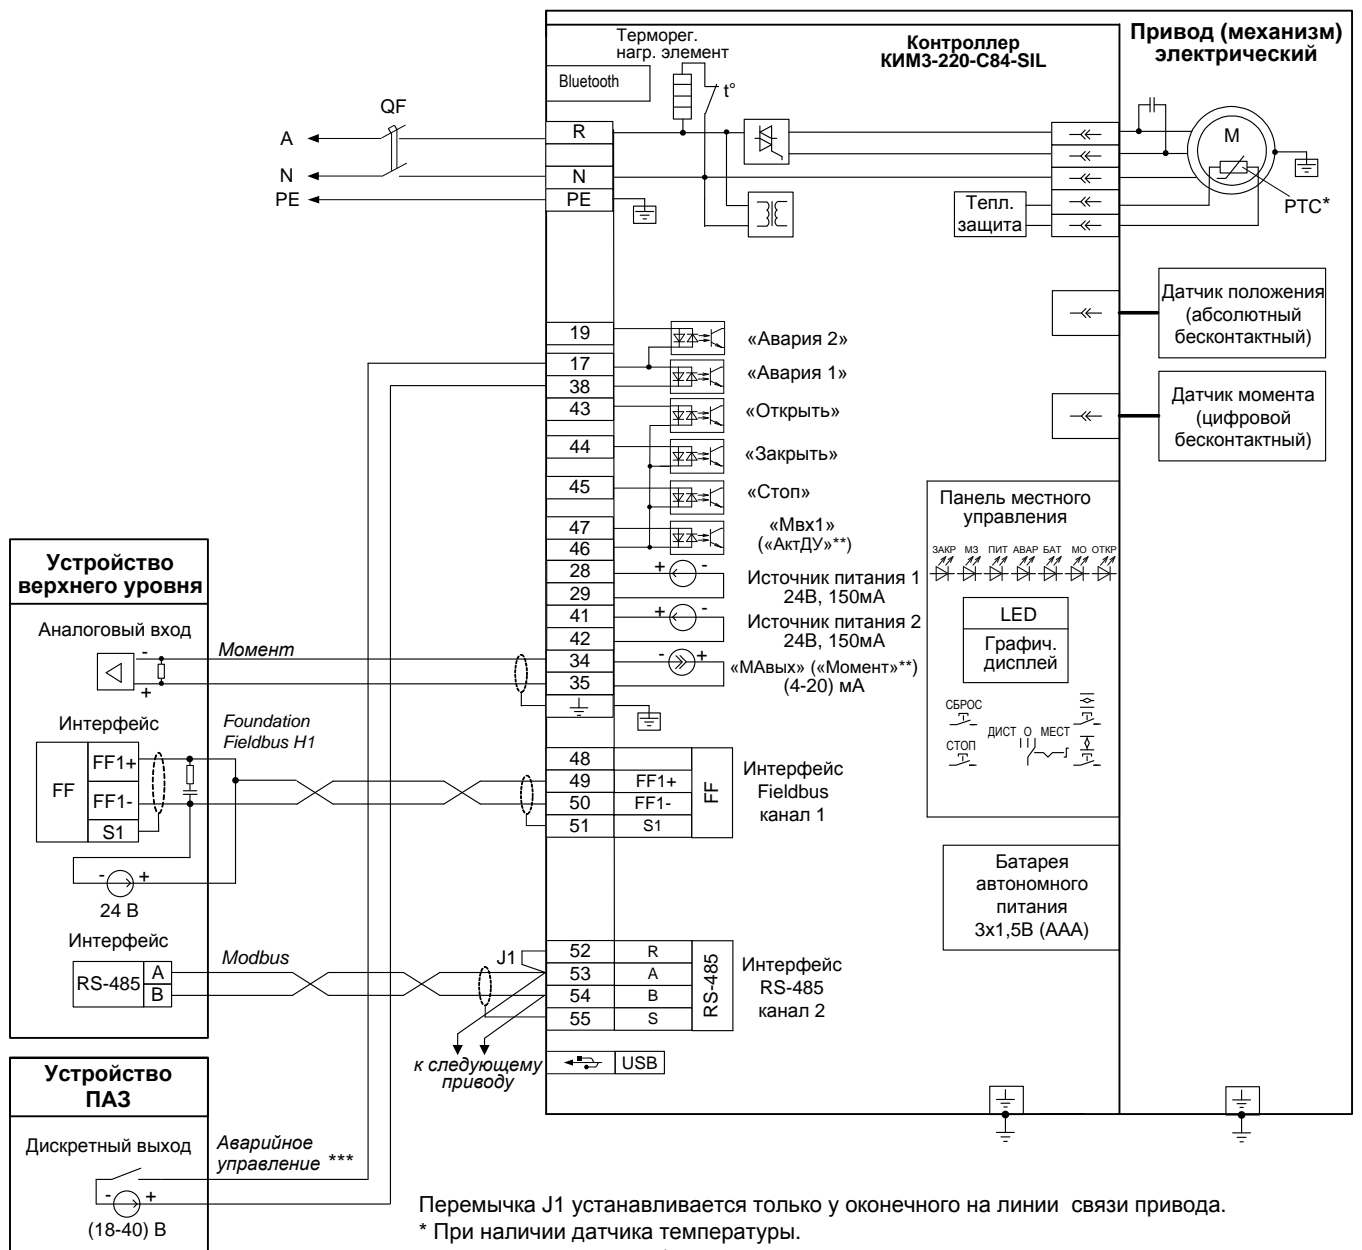 Привод (механизм)
электрический
Контроллер
КИМ3-220-С84-SIL
Терморег.
нагр. элемент
Bluetooth
t°
QF
A
N
PE
R
N
PE
M
PTC*
Тепл.
защита
Датчик положения
(абсолютный
бесконтактный)
Датчик момента
(цифровой
бесконтактный)
19
«Авария 2»
17
38
«Авария 1»
43
«Открыть»
44
«Закрыть»
45
«Стоп»
47
46
«Мвх1»
(«АктДУ»**)
28
29
+ -
Источник питания 1
24В, 150мА
41
42
+ -
Источник питания 2
24В, 150мА
34
35
- +
«МАвых» («Момент»**)
(4-20) мА
Панель местного
управления
ЗАКР МЗ ПИТ АВАР БАТ МО ОТКР
LED
Графич.
дисплей
СБРОС
СТОП
ДИСТ О МЕСТ
Устройство
верхнего уровня
Аналоговый вход
-
+
Момент
Интерфейс
FF
FF1+
FF1-
S1
Foundation
Fieldbus H1
- +
24 В
48
49 FF1+
50 FF1-
51 S1
FF
Интерфейс
Fieldbus
канал 1
Батарея
автономного
питания
3х1,5В (ААА)
Интерфейс
RS-485
A
B
Modbus
J1
52 R
53 A
54 B
55 S
RS-485
Интерфейс
RS-485
канал 2
к следующему
приводу
USB
Устройство
ПАЗ
Дискретный выход
- +
(18-40) В
Аварийное
управление ***
Перемычка J1 устанавливается только у оконечного на линии связи привода.
* При наличии датчика температуры.